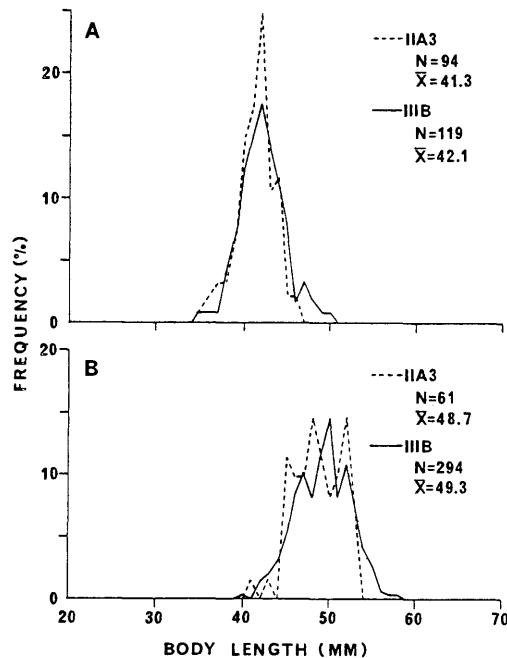 A
IIA3
N=94
X̅=41.3
IIIB
N=119
X̅=42.1
20
10
0
FREQUENCY (%)
B
IIA3
N=61
X̅=48.7
IIIB
N=294
X̅=49.3
20
10
0
20 30 40 50 60 70
BODY LENGTH (MM)